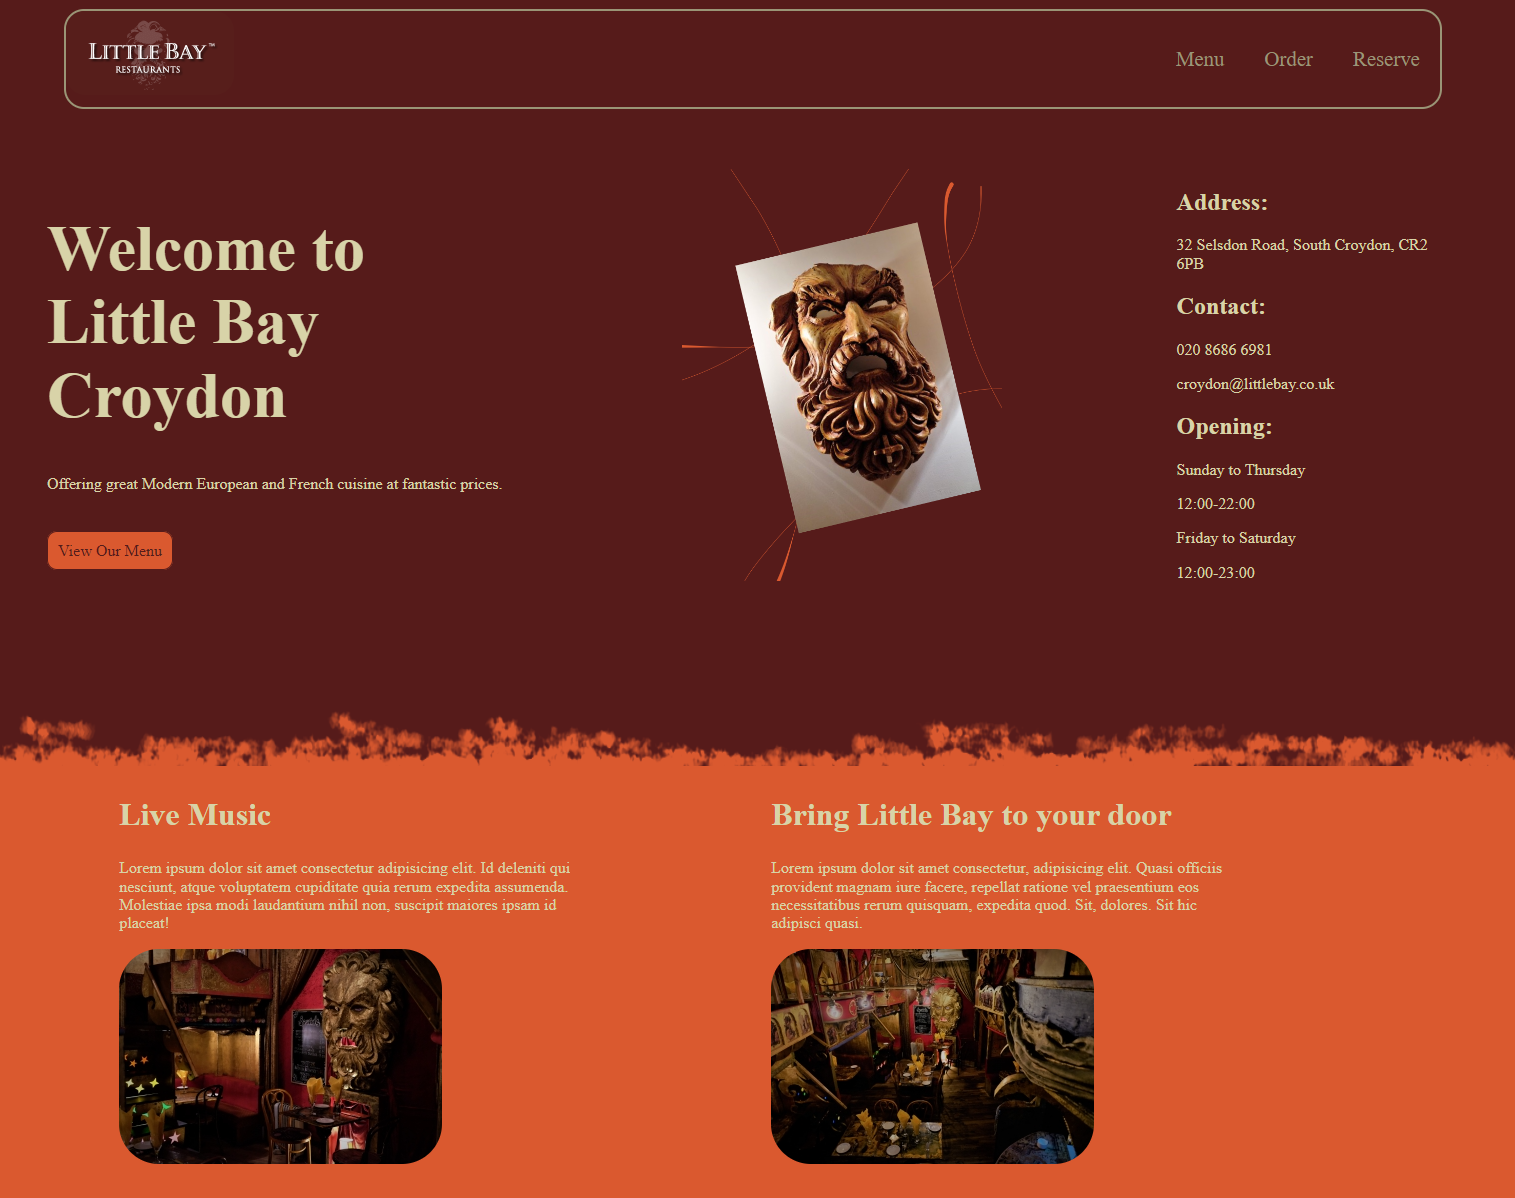 LITTLE BAY™
RESTAURANTS
Menu
Order
Reserve
Welcome to
Little Bay
Croydon
Offering great Modern European and French cuisine at fantastic prices.
View Our Menu
Address:
32 Selsdon Road, South Croydon, CR2
6PB
Contact:
020 8686 6981
croydon@littlebay.co.uk
Opening:
Sunday to Thursday
12:00-22:00
Friday to Saturday
12:00-23:00
Live Music
Lorem ipsum dolor sit amet consectetur adipisicing elit. Id deleniti qui
nesciunt, atque voluptatem cupiditate quia rerum expedita assumenda.
Molestiae ipsa modi laudantium nihil non, suscipit maiores ipsam id
placeat!
Bring Little Bay to your door
Lorem ipsum dolor sit amet consectetur, adipisicing elit. Quasi officiis
provident magnam iure facere, repellat ratione vel praesentium eos
necessitatibus rerum quisquam, expedita quod. Sit, dolores. Sit hic
adipisci quasi.